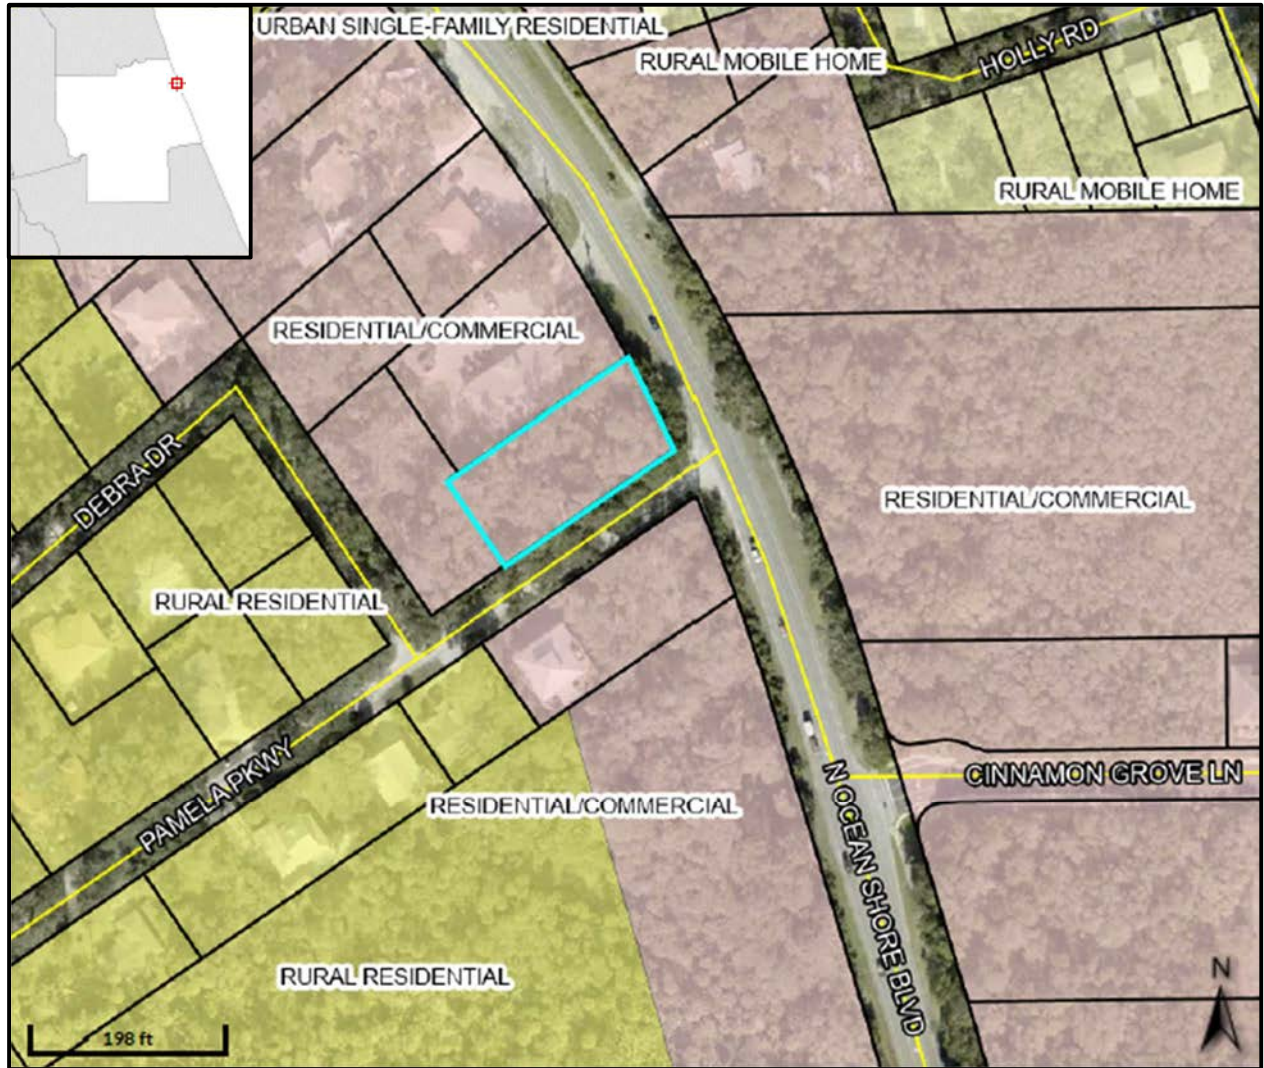 URBAN SINGLE-FAMILY RESIDENTIAL
RURAL MOBILE HOME
HOLLY RD
RURAL MOBILE HOME
RESIDENTIAL/COMMERCIAL
DEBRA DR
RESIDENTIAL/COMMERCIAL
RURAL RESIDENTIAL
PAMELA PKWY
RESIDENTIAL/COMMERCIAL
CINNAMON GROVE LN
N OCEAN SHORE BLVD
RURAL RESIDENTIAL
N
198 ft